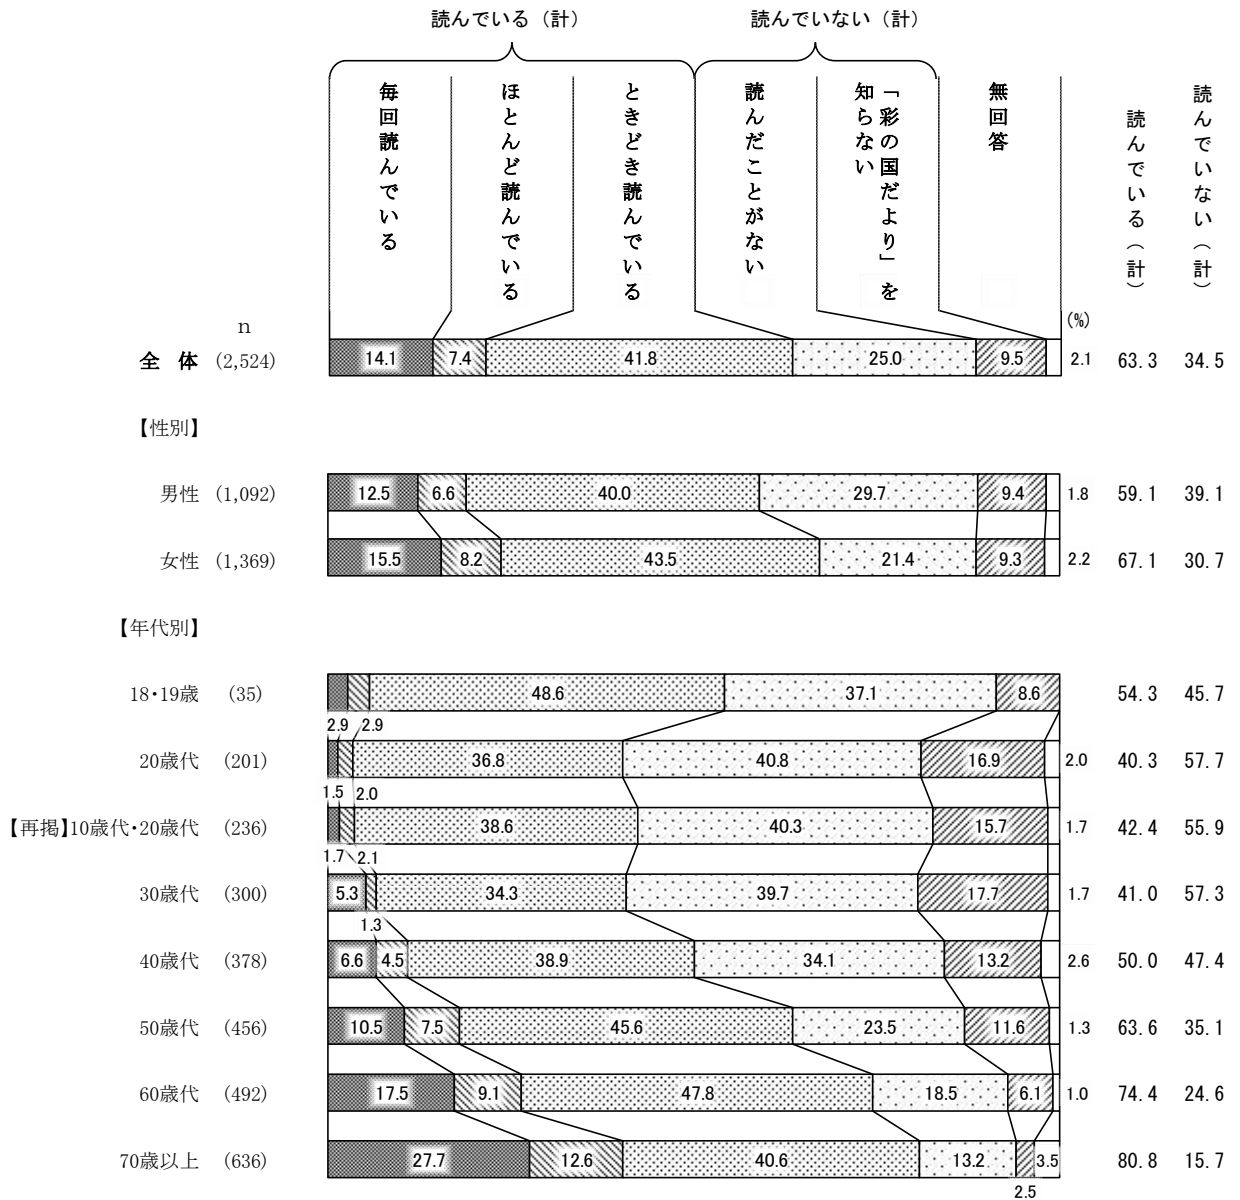 読んでいる（計）
読んでいない（計）
毎回読んでいる
ほとんど読んでいる
ときどき読んでいる
読んだことがない
「彩の国だより」を
知らない
無回答
読んでいる（計）
読んでいない（計）
n
(%)
全　体 (2,524) 14.1 7.4 41.8 25.0 9.5 2.1 63.3 34.5
【性別】
男性 (1,092) 12.5 6.6 40.0 29.7 9.4 1.8 59.1 39.1
女性 (1,369) 15.5 8.2 43.5 21.4 9.3 2.2 67.1 30.7
【年代別】
18・19歳 (35) 48.6 37.1 8.6 54.3 45.7
2.9 2.9
20歳代 (201) 36.8 40.8 16.9 2.0 40.3 57.7
1.5 2.0
【再掲】10歳代・20歳代 (236) 38.6 40.3 15.7 1.7 42.4 55.9
1.7 2.1
30歳代 (300) 5.3 34.3 39.7 17.7 1.7 41.0 57.3
1.3
40歳代 (378) 6.6 4.5 38.9 34.1 13.2 2.6 50.0 47.4
50歳代 (456) 10.5 7.5 45.6 23.5 11.6 1.3 63.6 35.1
60歳代 (492) 17.5 9.1 47.8 18.5 6.1 1.0 74.4 24.6
70歳以上 (636) 27.7 12.6 40.6 13.2 3.5 80.8 15.7
2.5